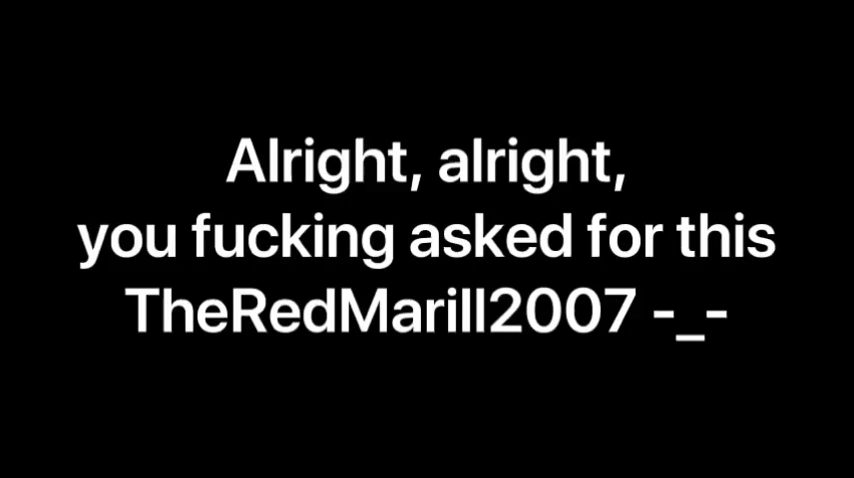 Alright, alright,
you fucking asked for this
TheRedMarill2007 -_-